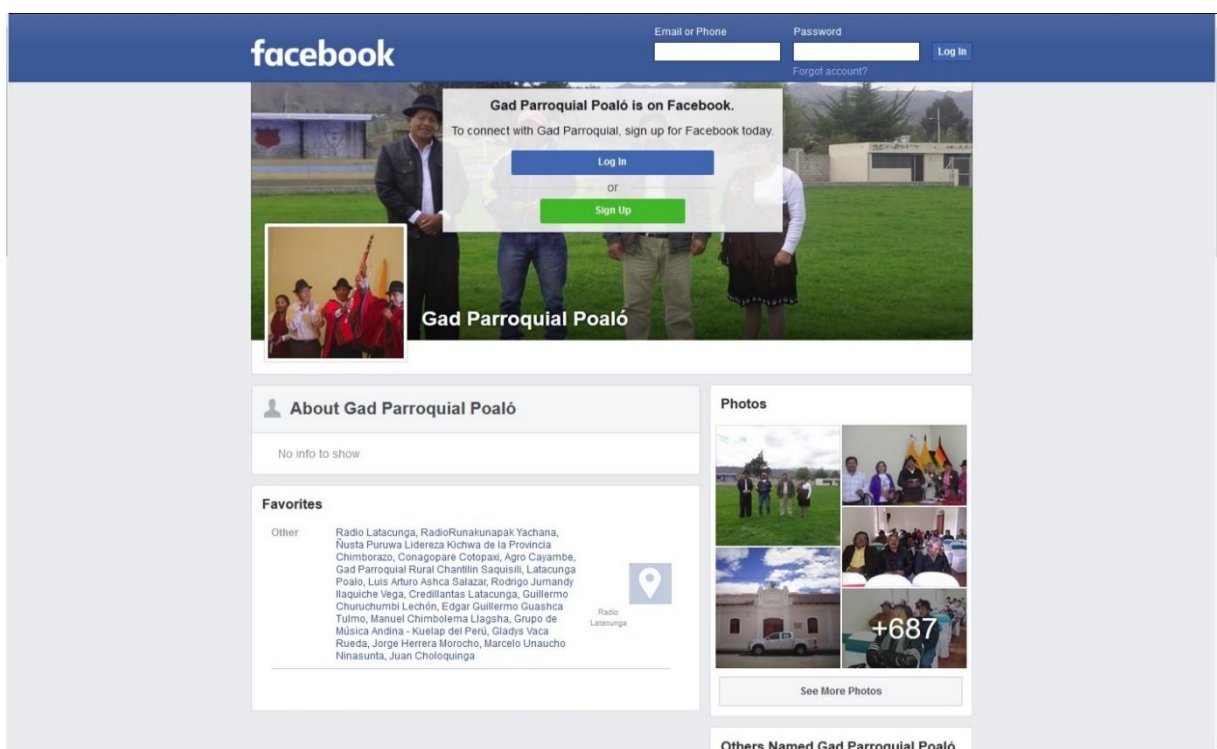 Email or Phone
Password
facebook
Log In
Forgot account?
Gad Parroquial Poaló is on Facebook.
To connect with Gad Parroquial, sign up for Facebook today.
Log In
or
Sign Up
Gad Parroquial Poaló
About Gad Parroquial Poaló
No info to show
Favorites
Other
Radio Latacunga, RadioRunakunapak Yachana,
Ñusta Puruwa Lidereza Kichwa de la Provincia
Chimborazo, Conagopare Cotopaxi, Agro Cayambe,
Gad Parroquial Rural Chantilin Saquisilí, Latacunga
Poalo, Luis Arturo Ashca Salazar, Rodrigo Jumandy
Ilaquiche Vega, Credillantas Latacunga, Guillermo
Churuchumbi Lechón, Edgar Guillermo Guashca
Tulmo, Manuel Chimbolema Llagsha, Grupo de
Música Andina - Kuelap del Perú, Gladys Vaca
Rueda, Jorge Herrera Morocho, Marcelo Unaucho
Ninasunta, Juan Choloquinga
Radio
Latacunga
Photos
+687
See More Photos
Others Named Gad Parroquial Poaló